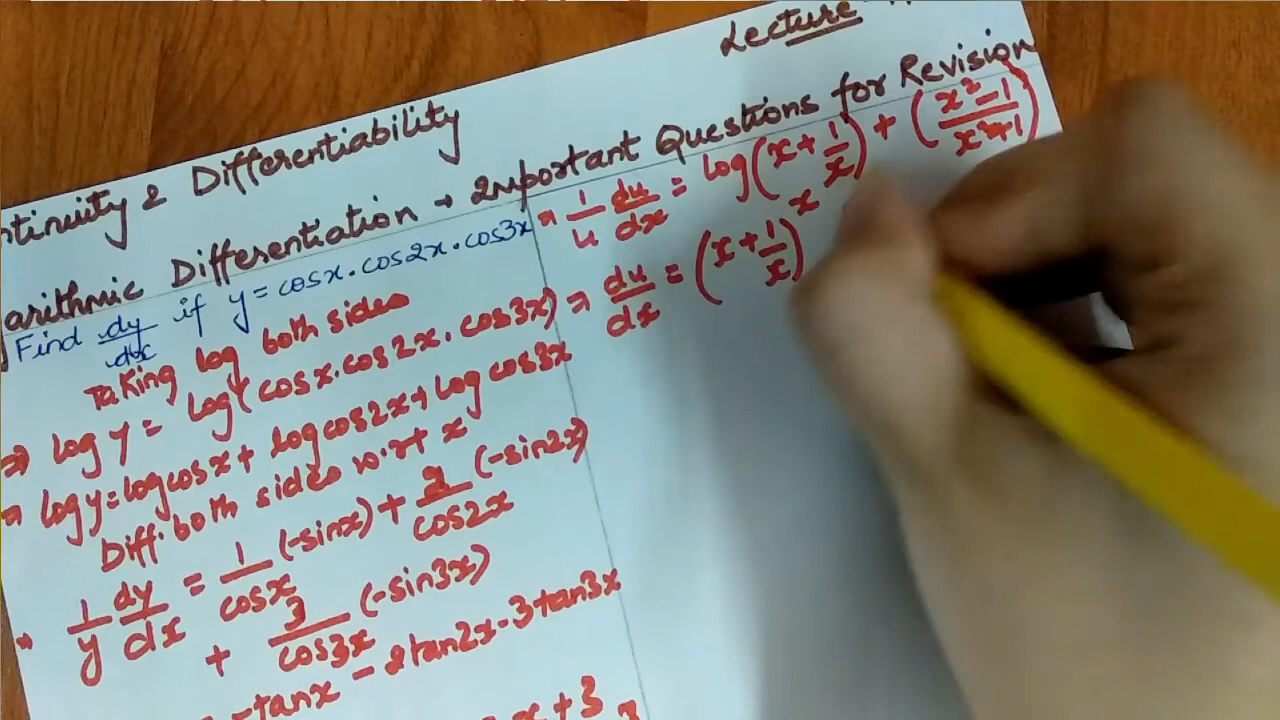 Lecture
ntinuity & Differentiability
arithmic Differentiation → Important Questions for Revision
Find dy/dx if y = cosx.cos2x.cos3x
Taking log both sides
⇒ log y = log(cosx.cos2x.cos3x)
⇒ log y = log cosx + log cos2x + log cos3x
Diff. both sides w.r.t x
⇒ 1/y dy/dx = 1/cosx (-sinx) + 2/cos2x (-sin2x)
+ 3/cos3x (-sin3x)
-tanx - 2tan2x - 3tan3x
x + 3
⇒ 1/u du/dx = log(x + 1/x) + (x² - 1/x² + 1)
⇒ du/dx = (x + 1/x)ˣ